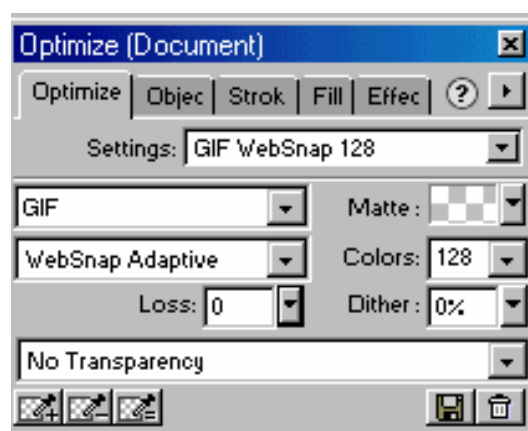 Optimize (Document)
Optimize Objec Strok Fill Effec ?
Settings: GIF WebSnap 128
GIF Matte :
WebSnap Adaptive Colors: 128
Loss: 0 Dither : 0%
No Transparency